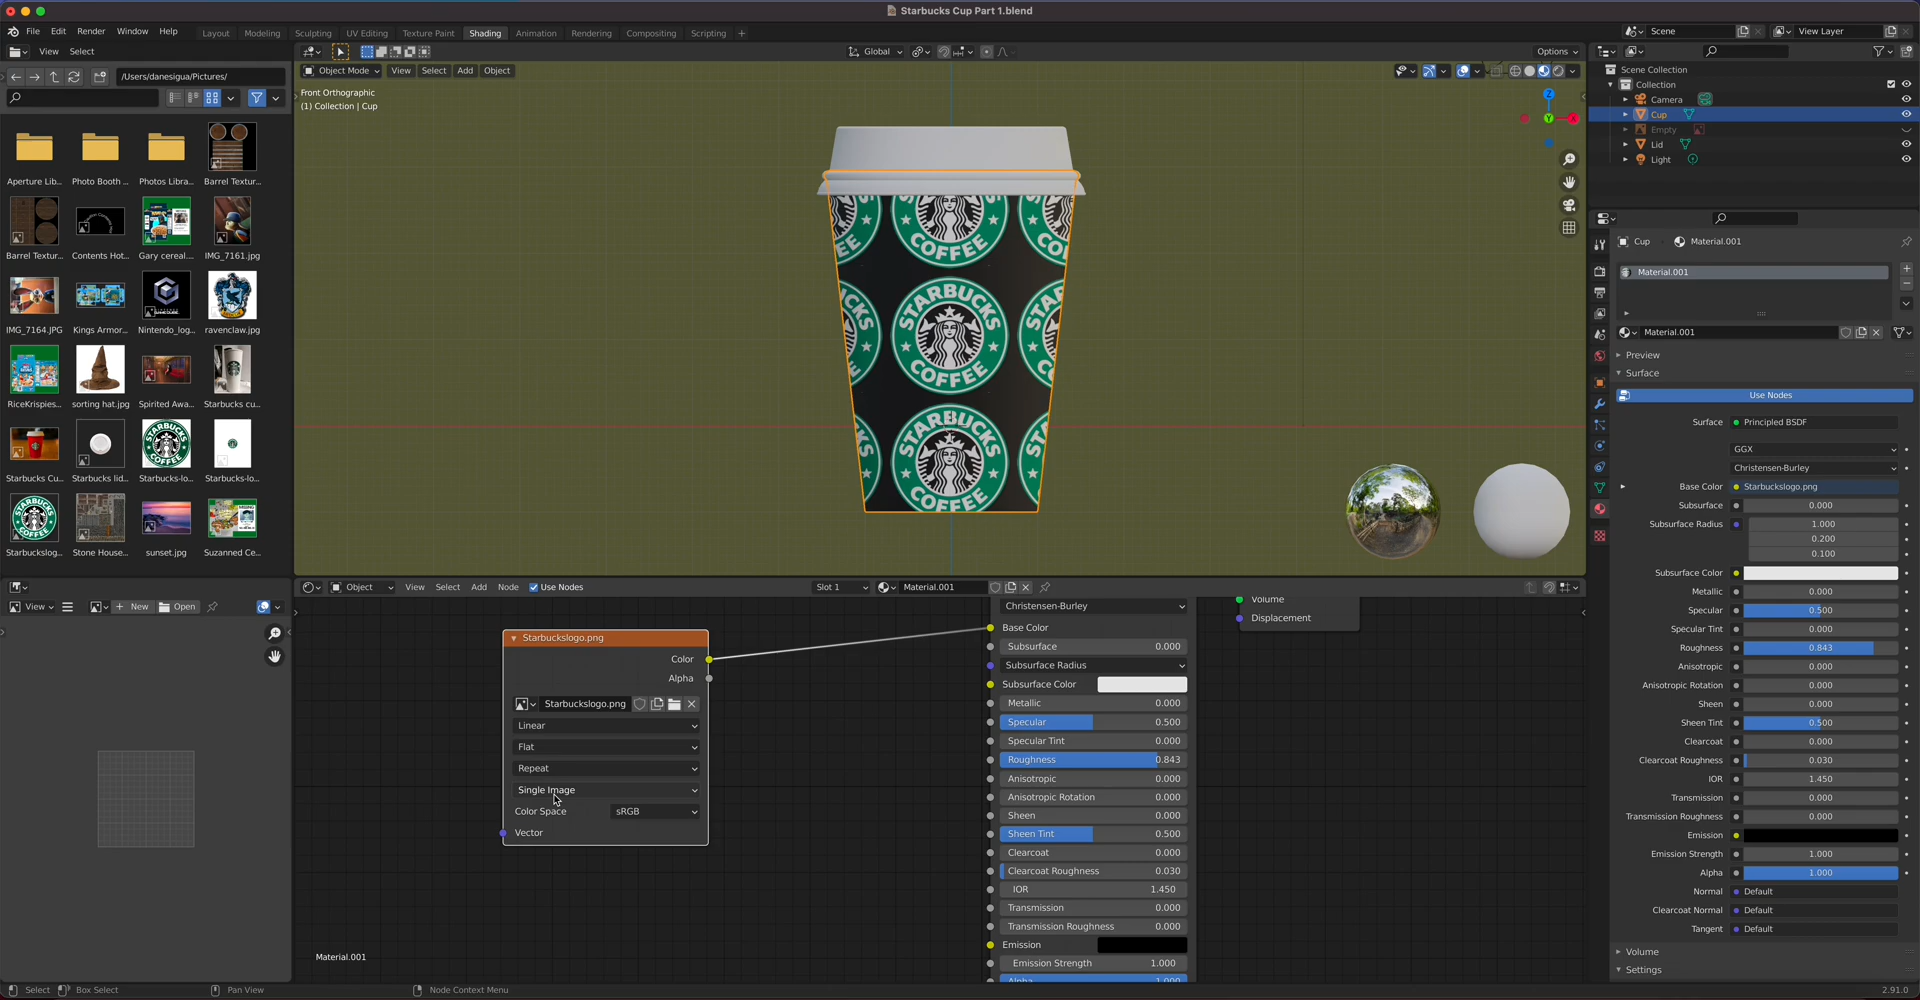 Starbucks Cup Part 1.blend
File Edit Render Window Help
Layout Modeling Sculpting UV Editing Texture Paint Shading Animation Rendering Compositing Scripting +
Scene
View Layer
View Select
Global
Options
/Users/danesigua/Pictures/
Object Mode View Select Add Object
Front Orthographic
(1) Collection | Cup
Scene Collection
Collection
Camera
Cup
Empty
Lid
Light
Aperture Lib... Photo Booth ... Photos Libra... Barrel Textur...
Barrel Textur... Contents Hot... Gary cereal.... IMG_7161.jpg
IMG_7164.JPG Kings Armor... Nintendo_log... ravenclaw.jpg
RiceKrispies... sorting hat.jpg Spirited Awa... Starbucks cu...
Starbucks Cu... Starbucks lid... Starbucks-lo... Starbucks-lo...
Starbuckslog... Stone House... sunset.jpg Suzanned Ce...
COFFEE
STARBUCKS
COFFEE
STARBUCKS
COFFEE
Z
Y
X
View New Open
Object View Select Add Node Use Nodes Slot 1 Material.001
Starbuckslogo.png
Color
Alpha
Starbuckslogo.png
Linear
Flat
Repeat
Single Image
Color Space sRGB
Vector
Christensen-Burley
Base Color
Subsurface 0.000
Subsurface Radius
Subsurface Color
Metallic 0.000
Specular 0.500
Specular Tint 0.000
Roughness 0.843
Anisotropic 0.000
Anisotropic Rotation 0.000
Sheen 0.000
Sheen Tint 0.500
Clearcoat 0.000
Clearcoat Roughness 0.030
IOR 1.450
Transmission 0.000
Transmission Roughness 0.000
Emission
Emission Strength 1.000
Alpha 1.000
Volume
Displacement
Material.001
Cup Material.001
Material.001
Material.001
Preview
Surface
Use Nodes
Surface Principled BSDF
GGX
Christensen-Burley
Base Color Starbuckslogo.png
Subsurface 0.000
Subsurface Radius 1.000
0.200
0.100
Subsurface Color
Metallic 0.000
Specular 0.500
Specular Tint 0.000
Roughness 0.843
Anisotropic 0.000
Anisotropic Rotation 0.000
Sheen 0.000
Sheen Tint 0.500
Clearcoat 0.000
Clearcoat Roughness 0.030
IOR 1.450
Transmission 0.000
Transmission Roughness 0.000
Emission
Emission Strength 1.000
Alpha 1.000
Normal Default
Clearcoat Normal Default
Tangent Default
Volume
Settings
Select Box Select Pan View Node Context Menu 2.91.0